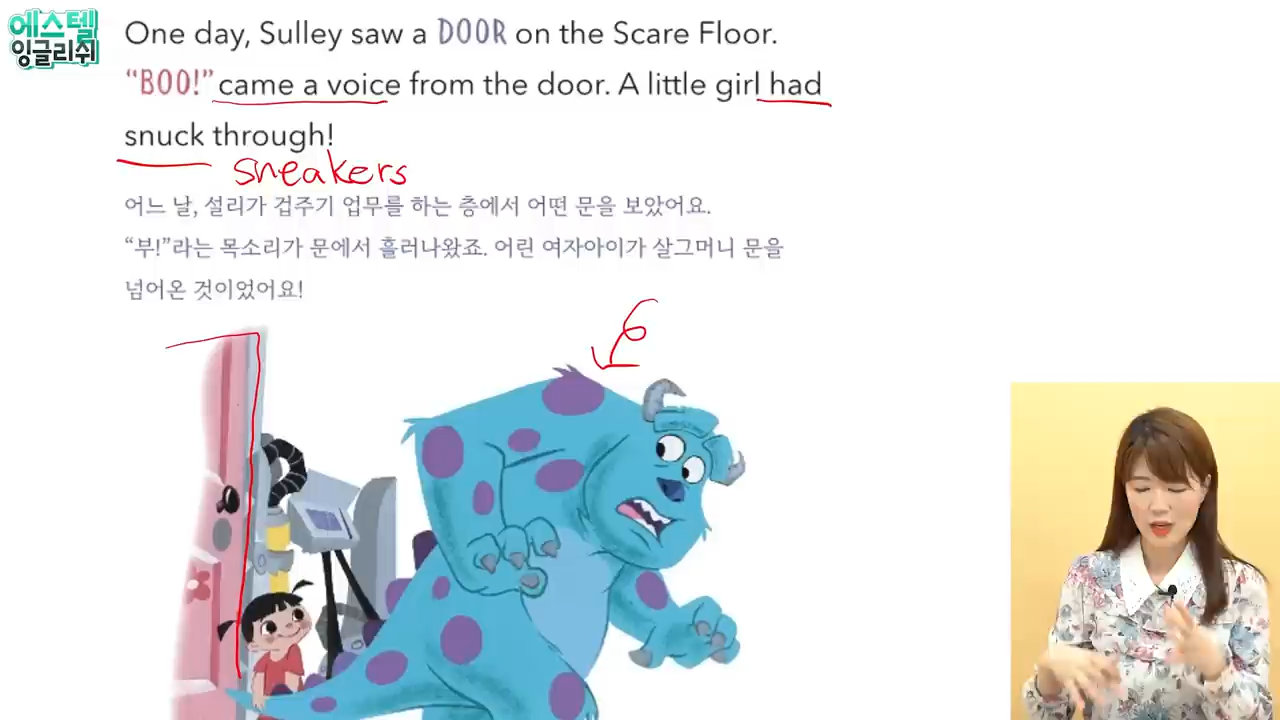 에스텔
잉글리쉬
One day, Sulley saw a DOOR on the Scare Floor.
“BOO!” came a voice from the door. A little girl had
snuck through!
sneakers
어느 날, 설리가 겁주기 업무를 하는 층에서 어떤 문을 보았어요.
“부!”라는 목소리가 문에서 흘러나왔죠. 어린 여자아이가 살그머니 문을
넘어온 것이었어요!